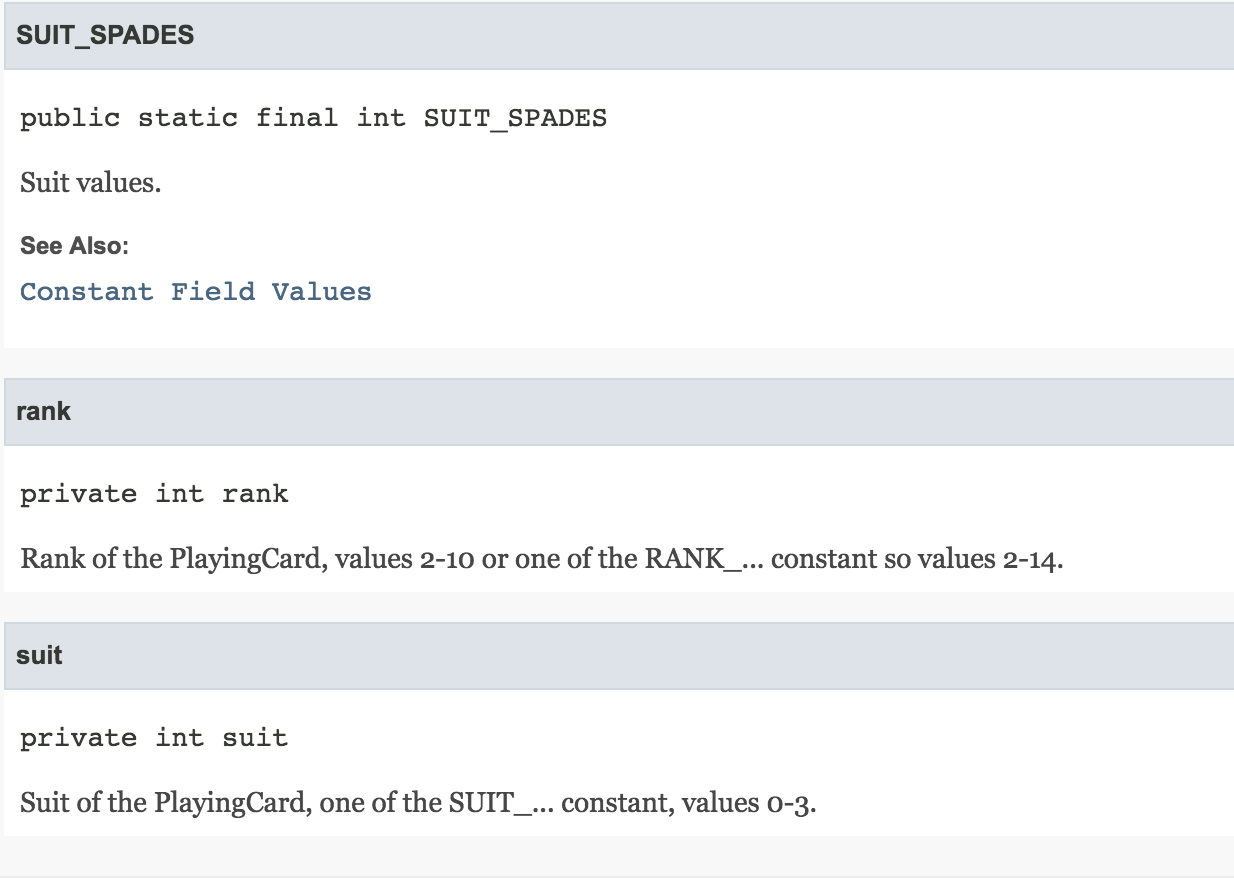 SUIT_SPADES
public static final int SUIT_SPADES
Suit values.
See Also:
Constant Field Values
rank
private int rank
Rank of the PlayingCard, values 2-10 or one of the RANK_... constant so values 2-14.
suit
private int suit
Suit of the PlayingCard, one of the SUIT_... constant, values 0-3.